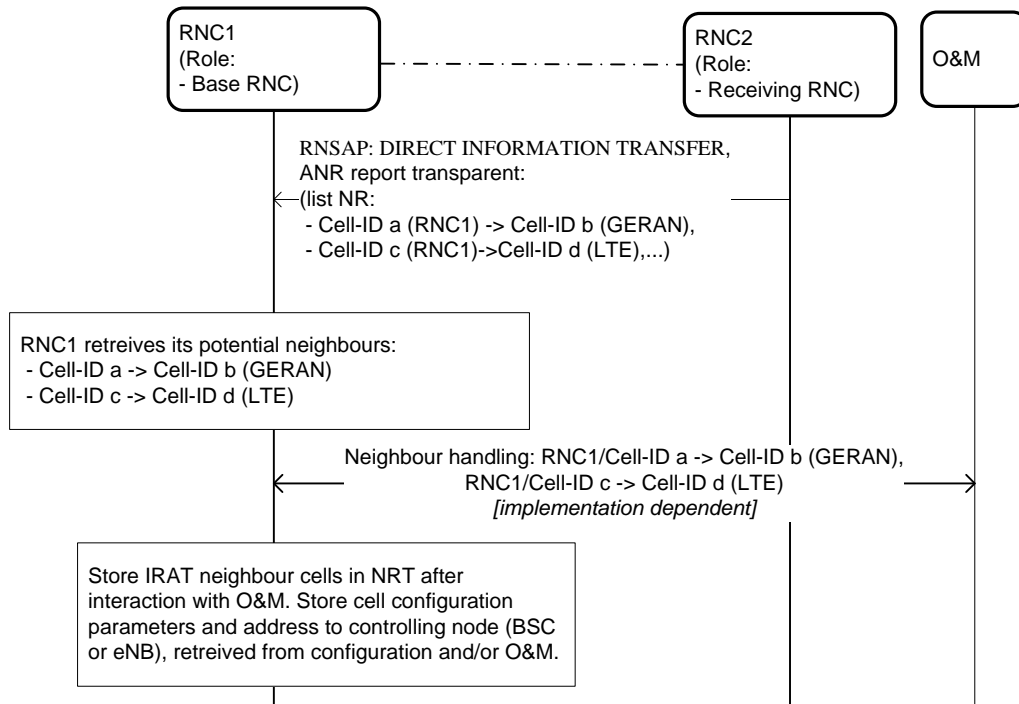 RNC1
(Role:
- Base RNC)
RNC2
(Role:
- Receiving RNC)
O&M
RNSAP: DIRECT INFORMATION TRANSFER,
ANR report transparent:
(list NR:
- Cell-ID a (RNC1) -> Cell-ID b (GERAN),
- Cell-ID c (RNC1)->Cell-ID d (LTE),...)
RNC1 retreives its potential neighbours:
- Cell-ID a -> Cell-ID b (GERAN)
- Cell-ID c -> Cell-ID d (LTE)
Neighbour handling: RNC1/Cell-ID a -> Cell-ID b (GERAN),
RNC1/Cell-ID c -> Cell-ID d (LTE)
[implementation dependent]
Store IRAT neighbour cells in NRT after
interaction with O&M. Store cell configuration
parameters and address to controlling node (BSC
or eNB), retreived from configuration and/or O&M.